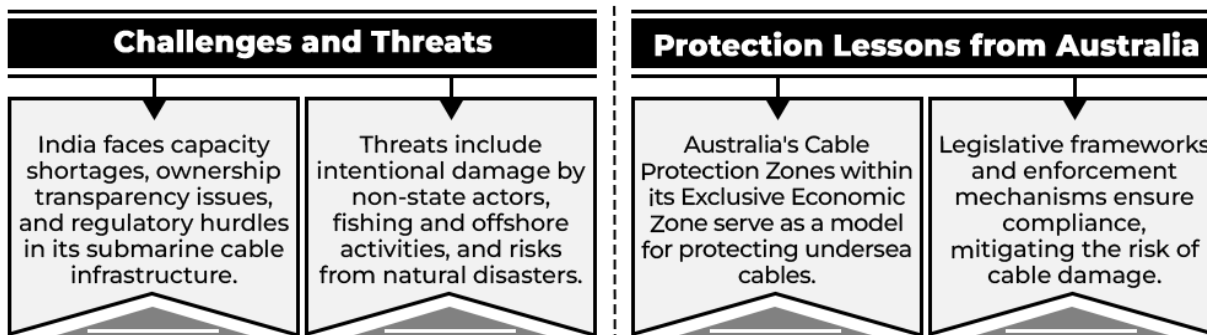 Challenges and Threats
India faces capacity
shortages, ownership
transparency issues,
and regulatory hurdles
in its submarine cable
infrastructure.
Threats include
intentional damage by
non-state actors,
fishing and offshore
activities, and risks
from natural disasters.
Protection Lessons from Australia
Australia's Cable
Protection Zones within
its Exclusive Economic
Zone serve as a model
for protecting undersea
cables.
Legislative frameworks
and enforcement
mechanisms ensure
compliance,
mitigating the risk of
cable damage.